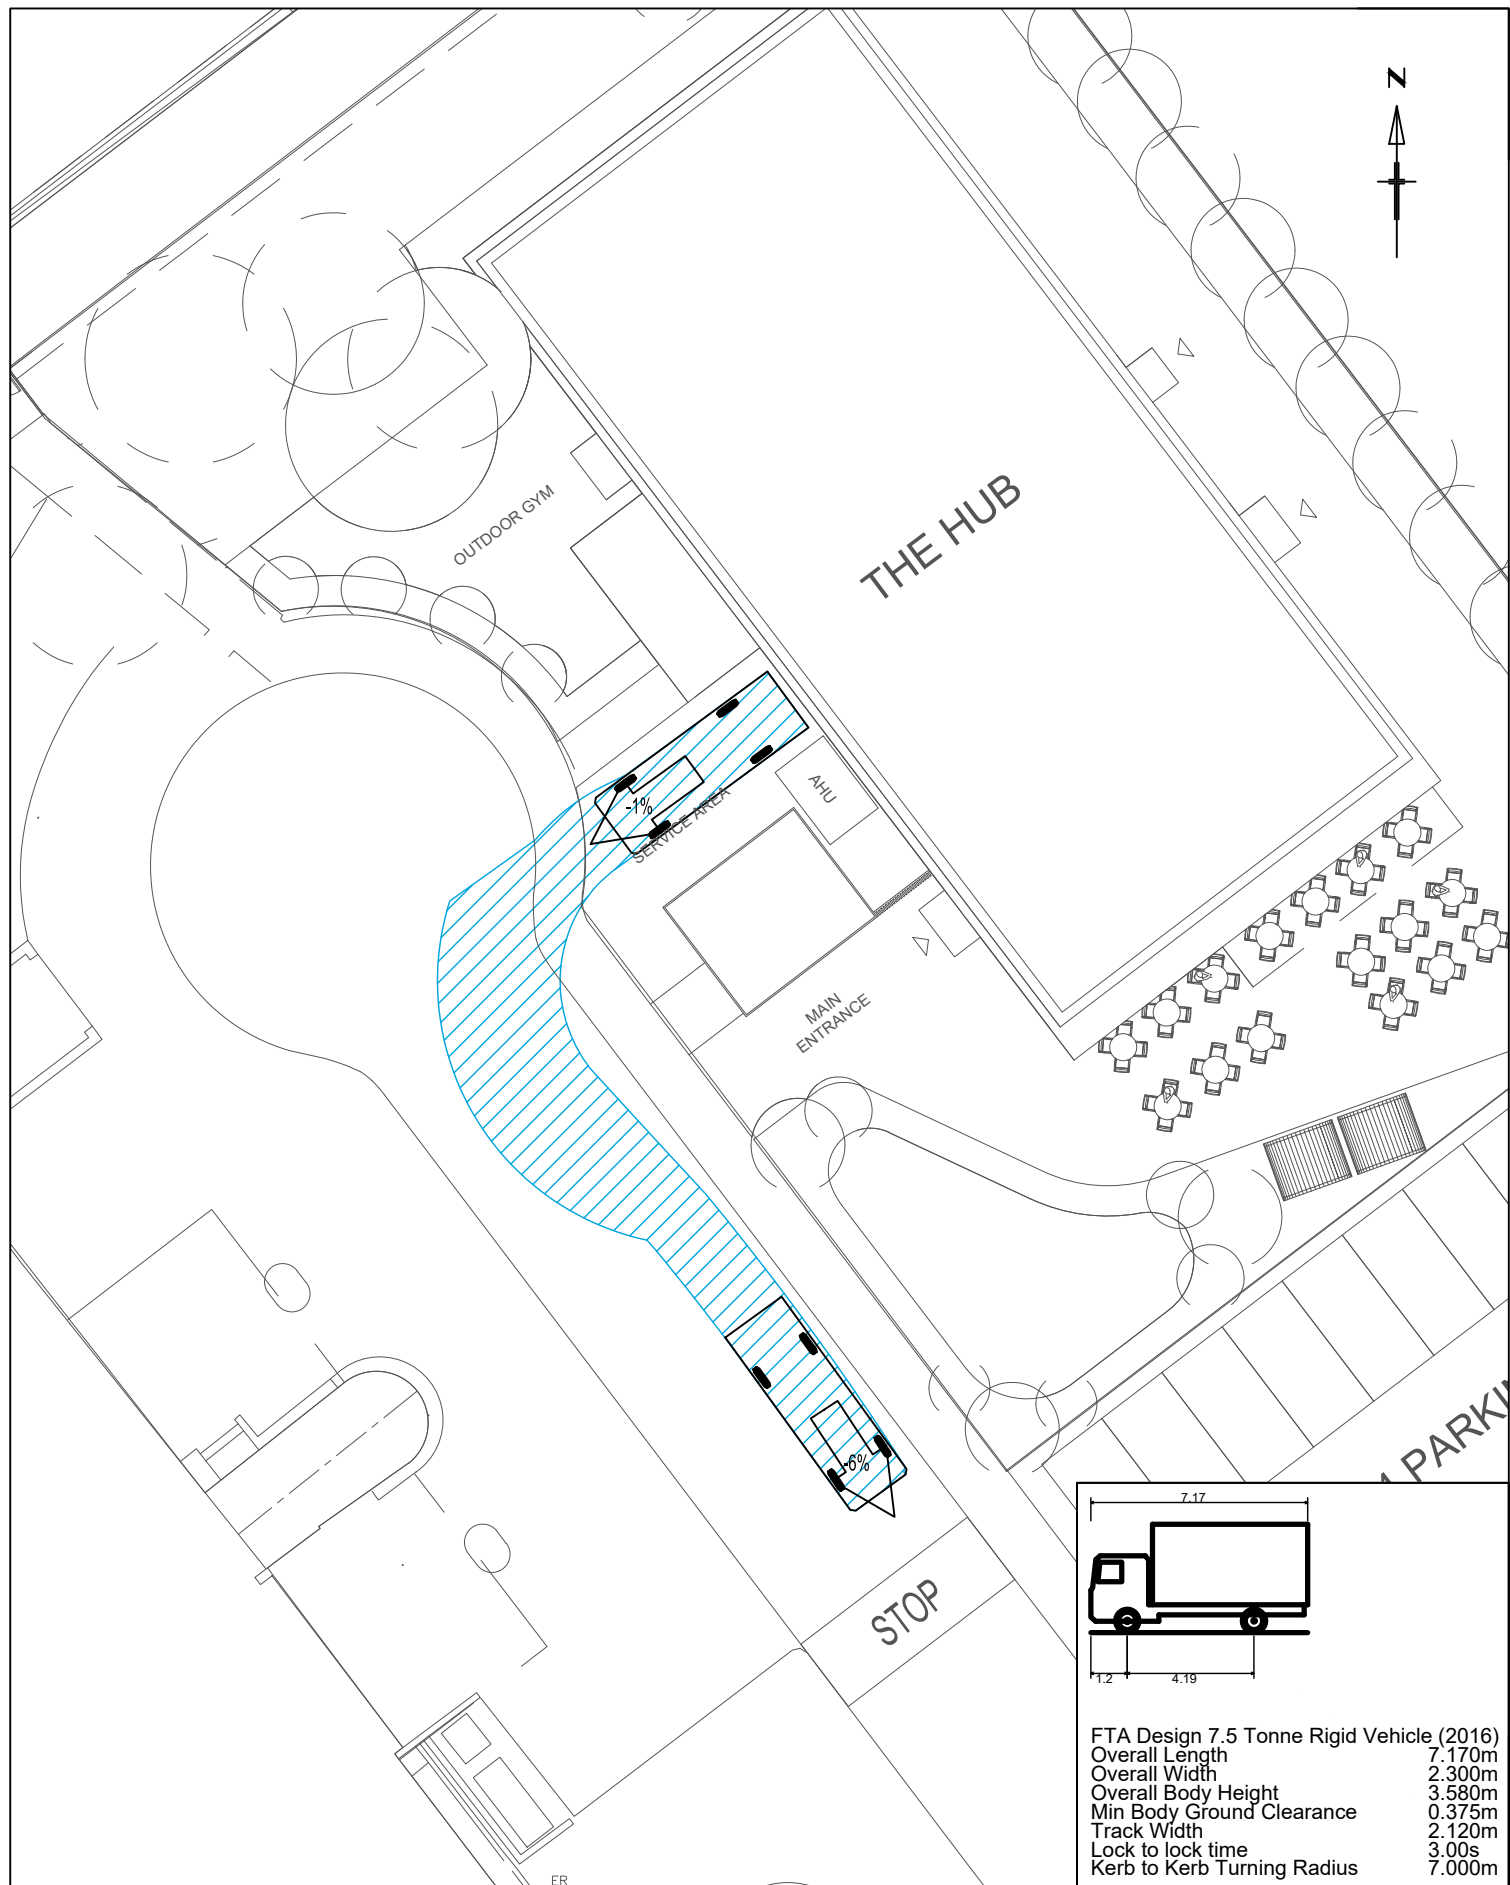 N
OUTDOOR GYM
THE HUB
-1%
SERVICE AREA
AHU
MAIN
ENTRANCE
-6%
STOP
7.17
1.2
4.19
FTA Design 7.5 Tonne Rigid Vehicle (2016)
Overall Length 7.170m
Overall Width 2.300m
Overall Body Height 3.580m
Min Body Ground Clearance 0.375m
Track Width 2.120m
Lock to lock time 3.00s
Kerb to Kerb Turning Radius 7.000m
ER